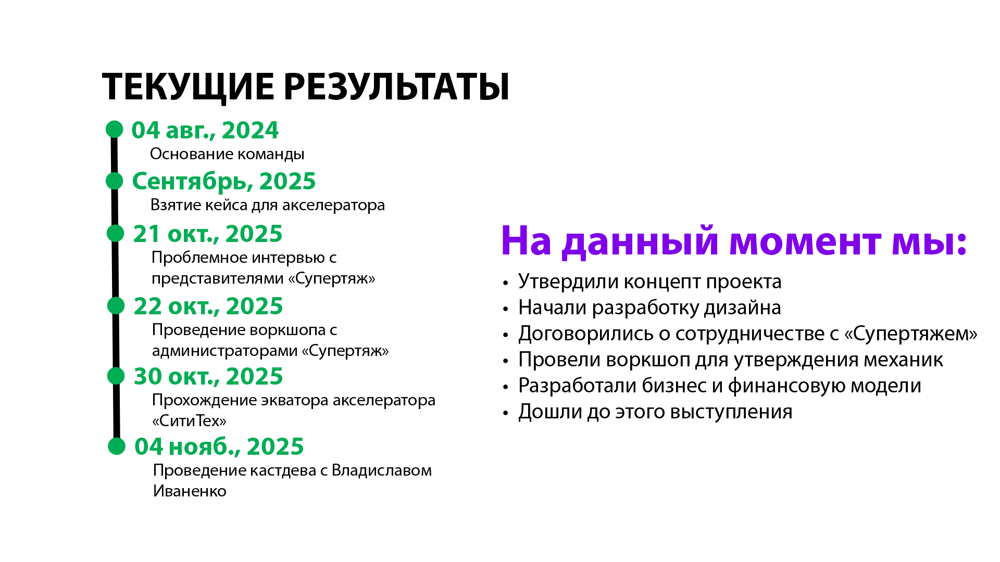 ТЕКУЩИЕ РЕЗУЛЬТАТЫ
04 авг., 2024
Основание команды
Сентябрь, 2025
Взятие кейса для акселератора
21 окт., 2025
Проблемное интервью с
представителями «Супертяж»
22 окт., 2025
Проведение воркшопа с
администраторами «Супертяж»
30 окт., 2025
Прохождение экватора акселератора
«СитиТех»
04 нояб., 2025
Проведение кастдева с Владиславом
Иваненко
На данный момент мы:
• Утвердили концепт проекта
• Начали разработку дизайна
• Договорились о сотрудничестве с «Супертяжем»
• Провели воркшоп для утверждения механик
• Разработали бизнес и финансовую модели
• Дошли до этого выступления